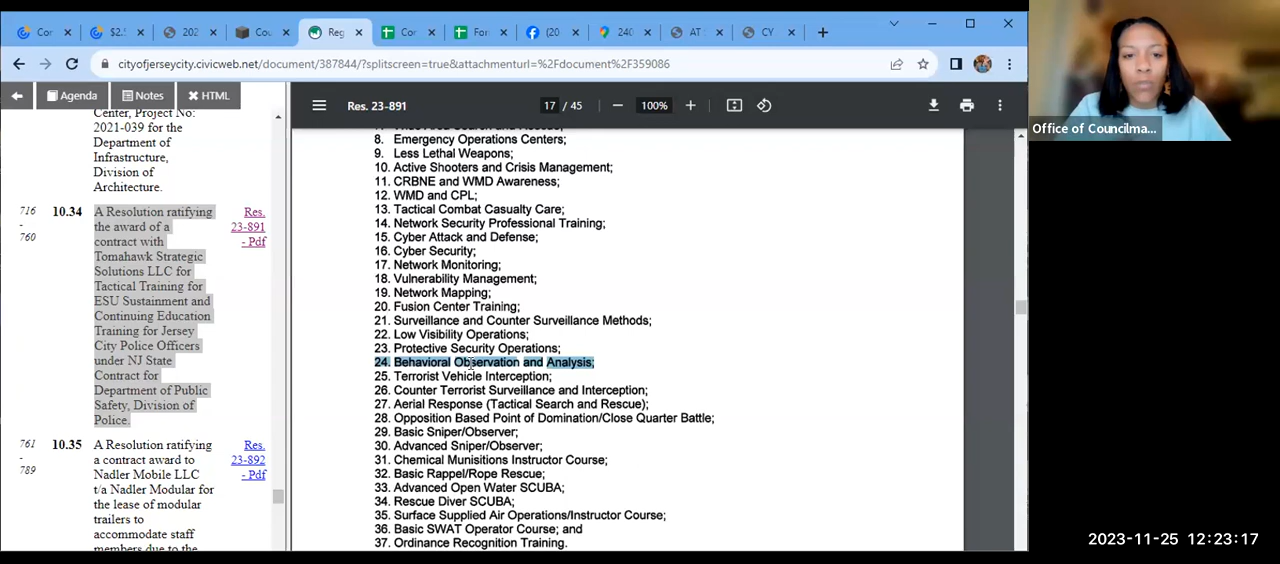 Cor
$2.5
202
Cou
Reg
Cor
For
(20
240
AT
CY
cityofjerseycity.civicweb.net/document/387844/?splitscreen=true&attachmenturl=%2Fdocument%2F359086
Agenda
Notes
HTML
Res. 23-891
17 / 45
100%
Center, Project No:
2021-039 for the
Department of
Infrastructure,
Division of
Architecture.
716 - 760
10.34
A Resolution ratifying
the award of a
contract with
Tomahawk Strategic
Solutions LLC for
Tactical Training for
ESU Sustainment and
Continuing Education
Training for Jersey
City Police Officers
under NJ State
Contract for
Department of Public
Safety, Division of
Police.
Res.
23-891
- Pdf
761 - 789
10.35
A Resolution ratifying
a contract award to
Nadler Mobile LLC
t/a Nadler Modular for
the lease of modular
trailers to
accommodate staff
members due to the
Res.
23-892
- Pdf
8. Emergency Operations Centers;
9. Less Lethal Weapons;
10. Active Shooters and Crisis Management;
11. CRBNE and WMD Awareness;
12. WMD and CPL;
13. Tactical Combat Casualty Care;
14. Network Security Professional Training;
15. Cyber Attack and Defense;
16. Cyber Security;
17. Network Monitoring;
18. Vulnerability Management;
19. Network Mapping;
20. Fusion Center Training;
21. Surveillance and Counter Surveillance Methods;
22. Low Visibility Operations;
23. Protective Security Operations;
24. Behavioral Observation and Analysis;
25. Terrorist Vehicle Interception;
26. Counter Terrorist Surveillance and Interception;
27. Aerial Response (Tactical Search and Rescue);
28. Opposition Based Point of Domination/Close Quarter Battle;
29. Basic Sniper/Observer;
30. Advanced Sniper/Observer;
31. Chemical Munisitions Instructor Course;
32. Basic Rappel/Rope Rescue;
33. Advanced Open Water SCUBA;
34. Rescue Diver SCUBA;
35. Surface Supplied Air Operations/Instructor Course;
36. Basic SWAT Operator Course; and
37. Ordinance Recognition Training.
Office of Councilma...
2023-11-25 12:23:17